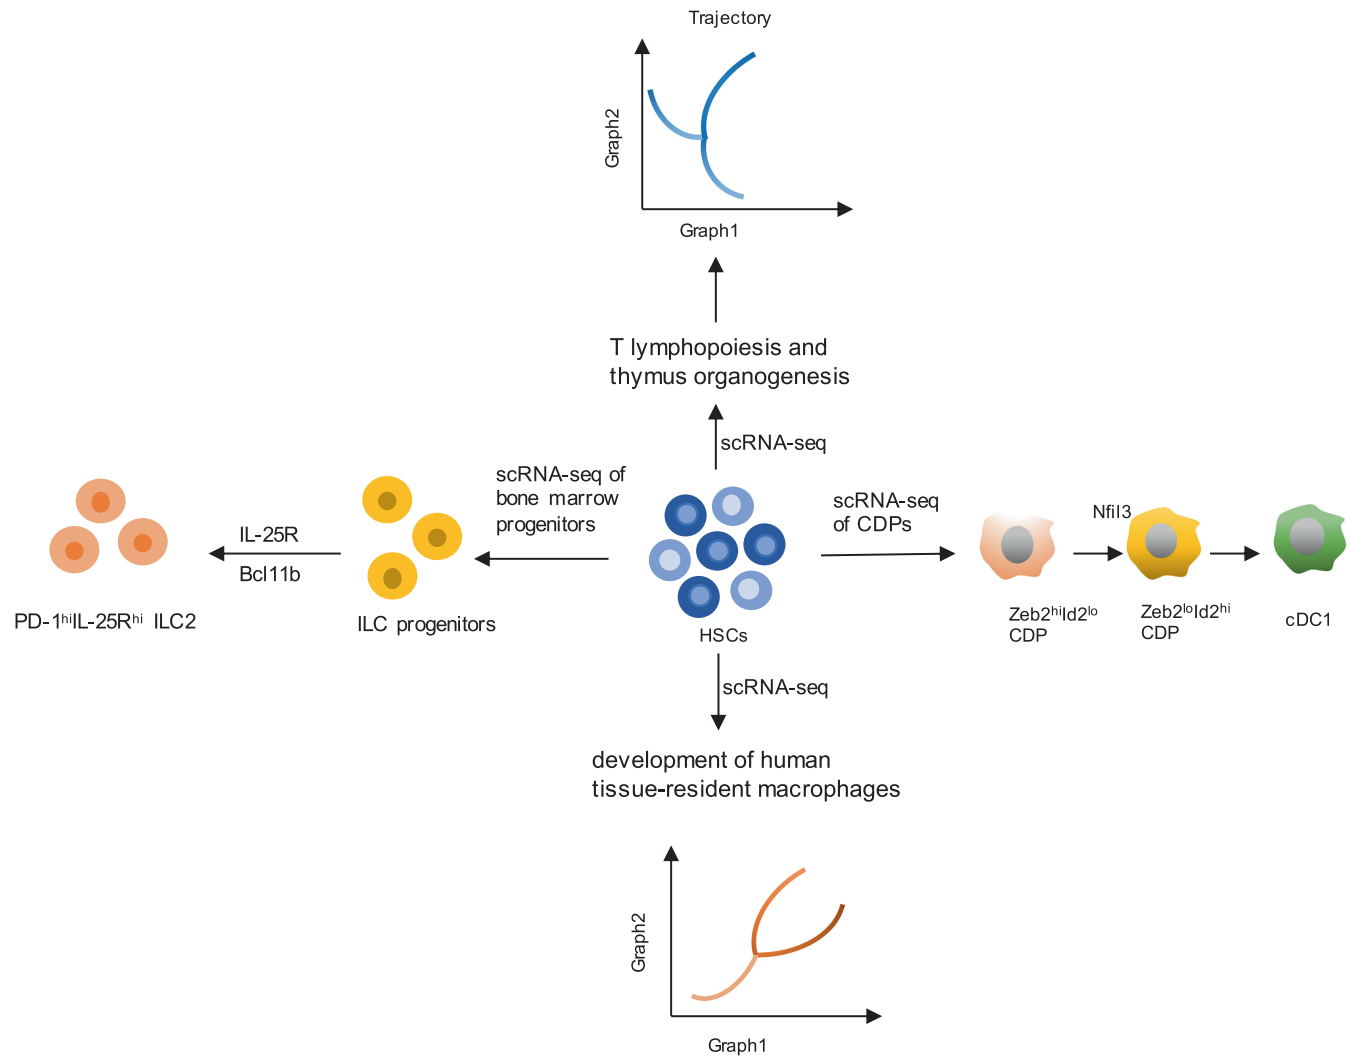 Trajectory
Graph2
Graph1
T lymphopoiesis and
thymus organogenesis
scRNA-seq
scRNA-seq of
bone marrow
progenitors
scRNA-seq
of CDPs
Nfil3
IL-25R
Bcl11b
PD-1hiIL-25Rhi ILC2
ILC progenitors
HSCs
Zeb2hiId2lo
CDP
Zeb2loId2hi
CDP
cDC1
scRNA-seq
development of human
tissue-resident macrophages
Graph2
Graph1